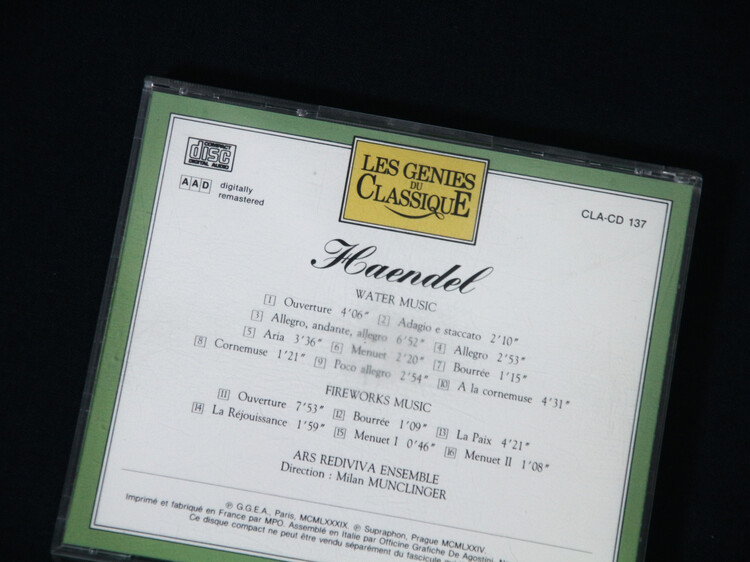 COMPACT
disc
DIGITAL AUDIO
AAD digitally
remastered
LES GENIES
DU
CLASSIQUE
CLA-CD 137
Haendel
WATER MUSIC
1 Ouverture 4'06" 2 Adagio e staccato 2'10"
3 Allegro, andante, allegro 6'52" 4 Allegro 2'53"
5 Aria 3'36" 6 Menuet 2'20" 7 Bourrée 1'15"
8 Cornemuse 1'21" 9 Poco allegro 2'54" 10 A la cornemuse 4'31"
FIREWORKS MUSIC
11 Ouverture 7'53" 12 Bourrée 1'09" 13 La Paix 4'21"
14 La Réjouissance 1'59" 15 Menuet I 0'46" 16 Menuet II 1'08"
ARS REDIVIVA ENSEMBLE
Direction : Milan MUNCLINGER
℗ G.G.E.A., Paris, MCMLXXXIX. ℗ Supraphon, Prague MCMLXXIV.
Imprimé et fabriqué en France par MPO. Assemblé en Italie par Officine Grafiche De Agostini,
Ce disque compact ne peut être vendu séparément du fascicule